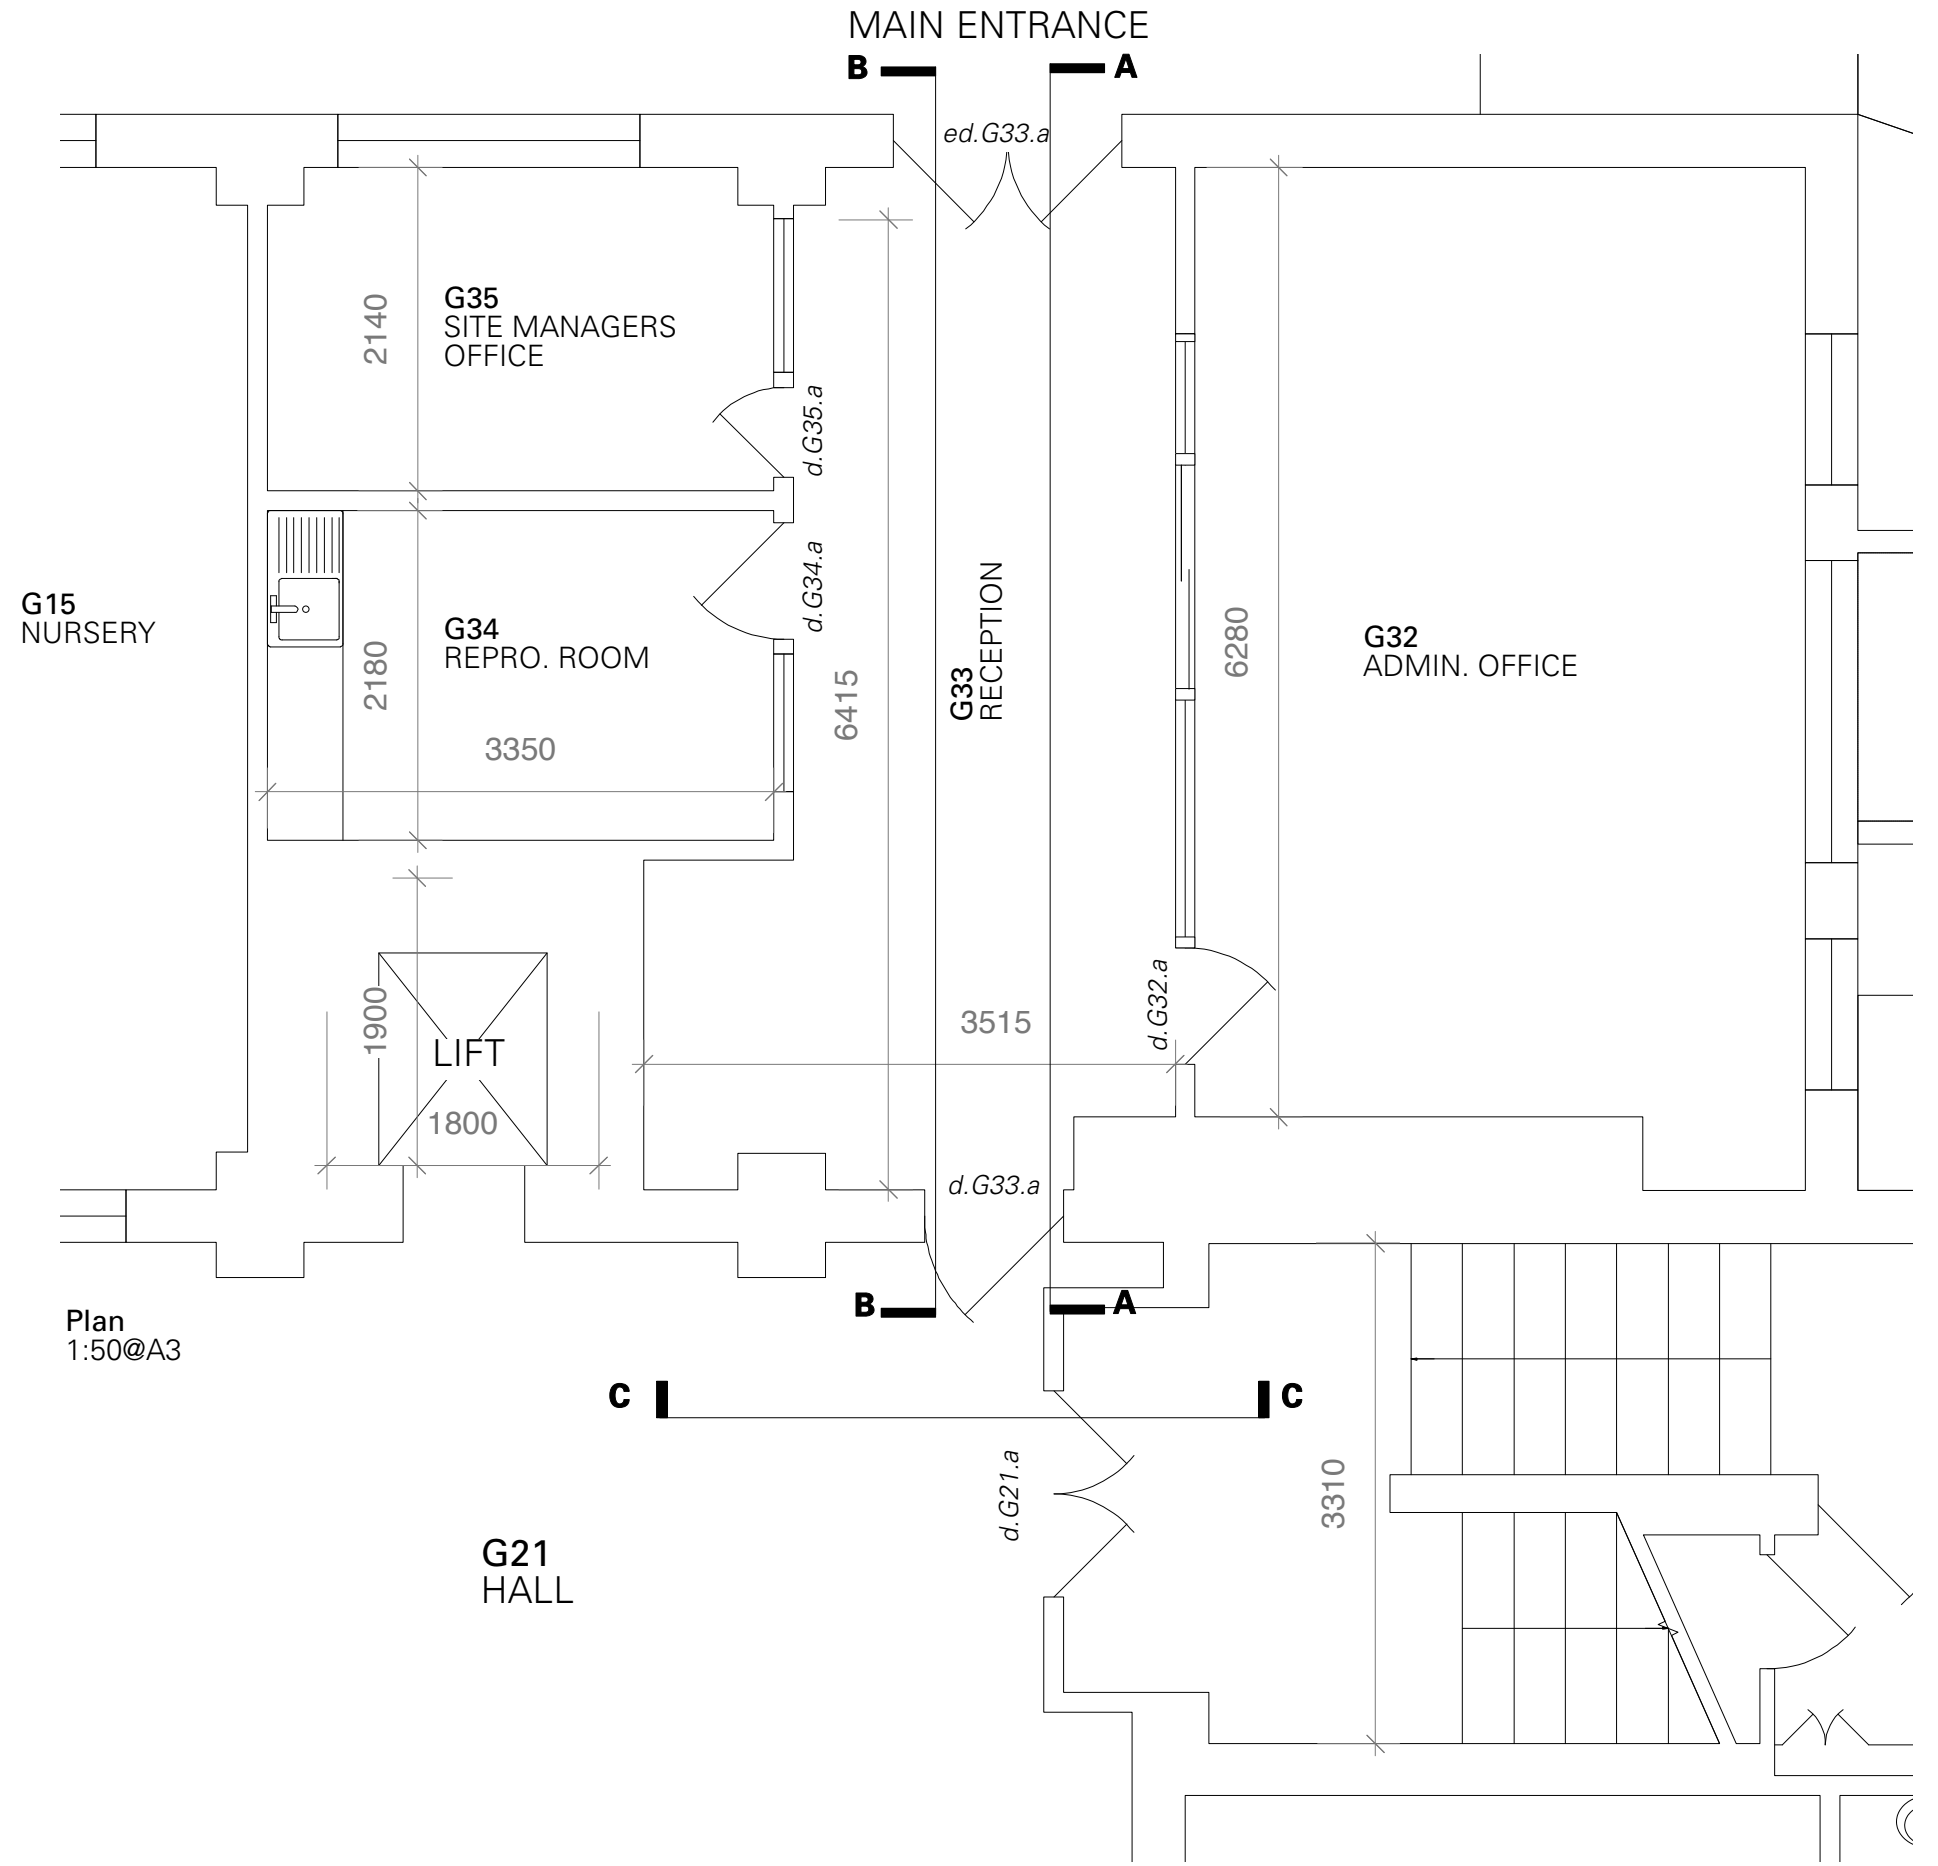 MAIN ENTRANCE
B
A
ed.G33.a
G35
SITE MANAGERS
OFFICE
2140
d.G35.a
G15
NURSERY
G34
REPRO. ROOM
2180
3350
d.G34.a
6415
G33
RECEPTION
6280
G32
ADMIN. OFFICE
1900
LIFT
1800
3515
d.G32.a
d.G33.a
Plan
1:50@A3
B
A
C
C
d.G21.a
3310
G21
HALL